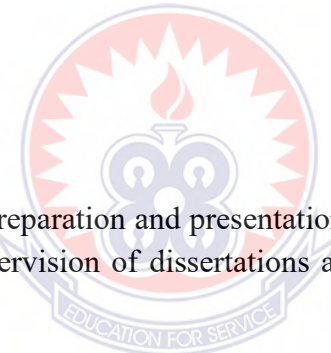 reparation and presentation
ervision of dissertations a
EDUCATION FOR SERVICE